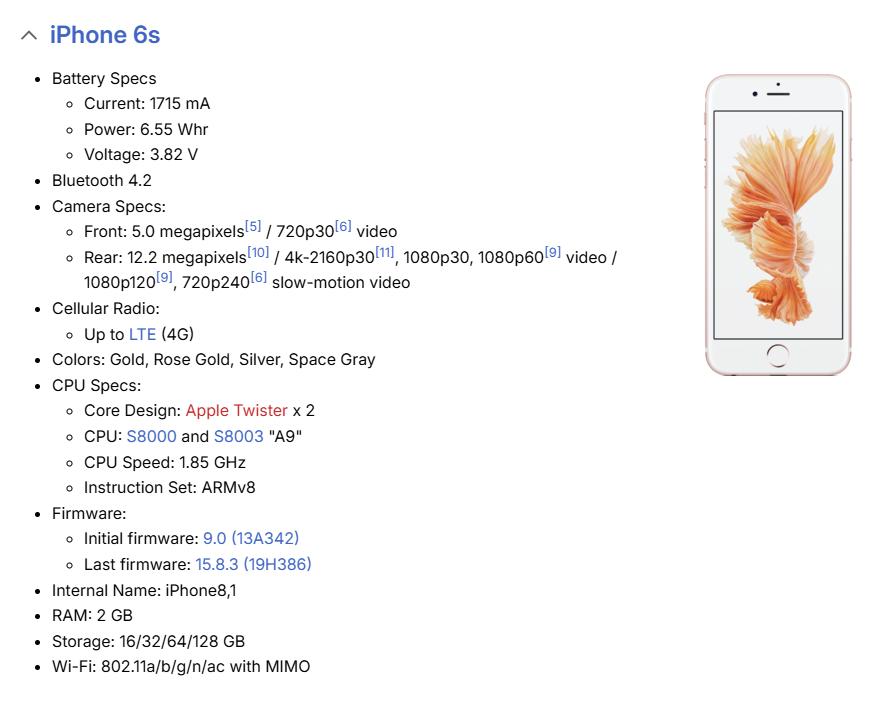 iPhone 6s
Battery Specs
Current: 1715 mA
Power: 6.55 Whr
Voltage: 3.82 V
Bluetooth 4.2
Camera Specs:
Front: 5.0 megapixels[5] / 720p30[6] video
Rear: 12.2 megapixels[10] / 4k-2160p30[11], 1080p30, 1080p60[9] video /
1080p120[9], 720p240[6] slow-motion video
Cellular Radio:
Up to LTE (4G)
Colors: Gold, Rose Gold, Silver, Space Gray
CPU Specs:
Core Design: Apple Twister x 2
CPU: S8000 and S8003 "A9"
CPU Speed: 1.85 GHz
Instruction Set: ARMv8
Firmware:
Initial firmware: 9.0 (13A342)
Last firmware: 15.8.3 (19H386)
Internal Name: iPhone8,1
RAM: 2 GB
Storage: 16/32/64/128 GB
Wi-Fi: 802.11a/b/g/n/ac with MIMO